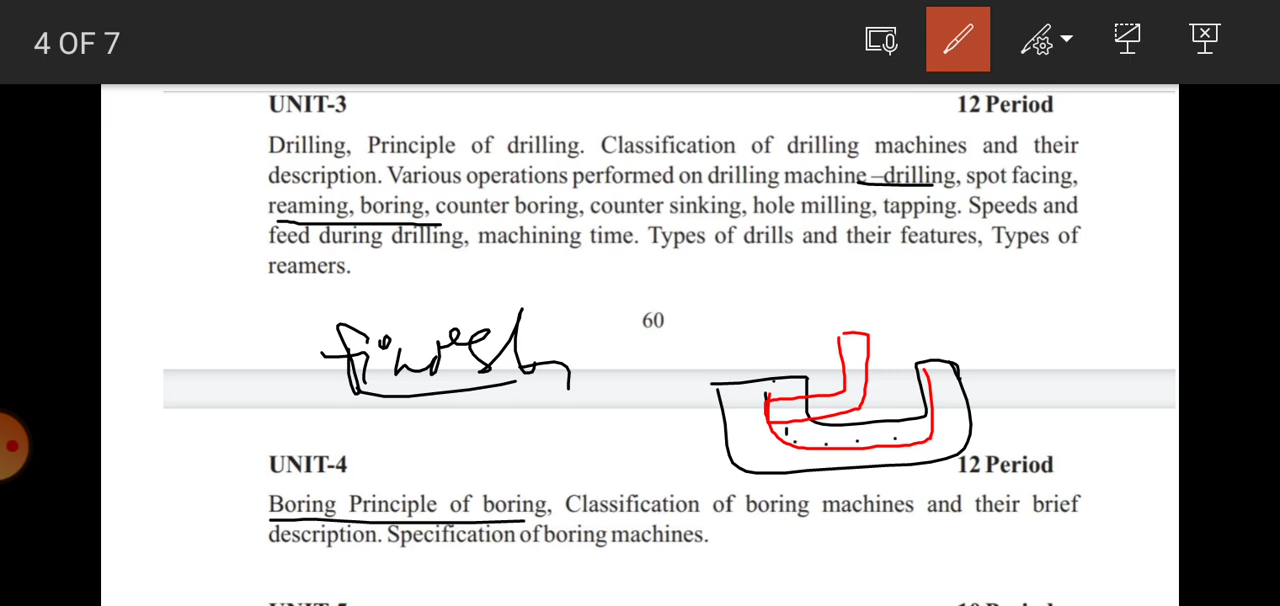 4 OF 7
UNIT-3 12 Period
Drilling, Principle of drilling. Classification of drilling machines and their
description. Various operations performed on drilling machine –drilling, spot facing,
reaming, boring, counter boring, counter sinking, hole milling, tapping. Speeds and
feed during drilling, machining time. Types of drills and their features, Types of
reamers.
60
UNIT-4 12 Period
Boring Principle of boring, Classification of boring machines and their brief
description. Specification of boring machines.